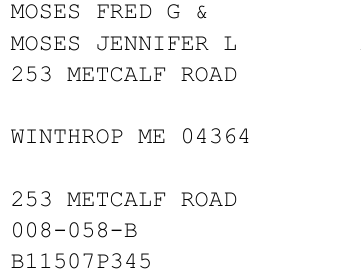 MOSES FRED G &
MOSES JENNIFER L
253 METCALF ROAD
WINTHROP ME 04364
253 METCALF ROAD
008-058-B
B11507P345